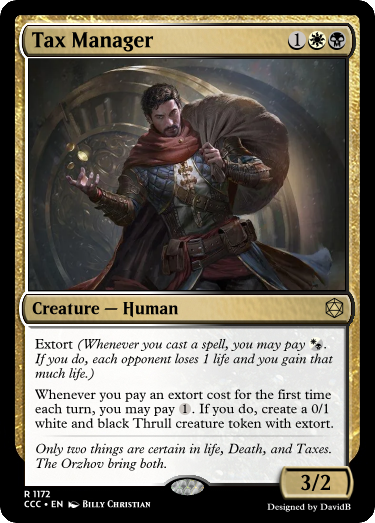 Tax Manager 1
Creature — Human
Extort (Whenever you cast a spell, you may pay .
If you do, each opponent loses 1 life and you gain that
much life.)
Whenever you pay an extort cost for the first time
each turn, you may pay 1. If you do, create a 0/1
white and black Thrull creature token with extort.
Only two things are certain in life, Death, and Taxes.
The Orzhov bring both.
3/2
R 1172
CCC • EN Billy Christian
Designed by DavidB